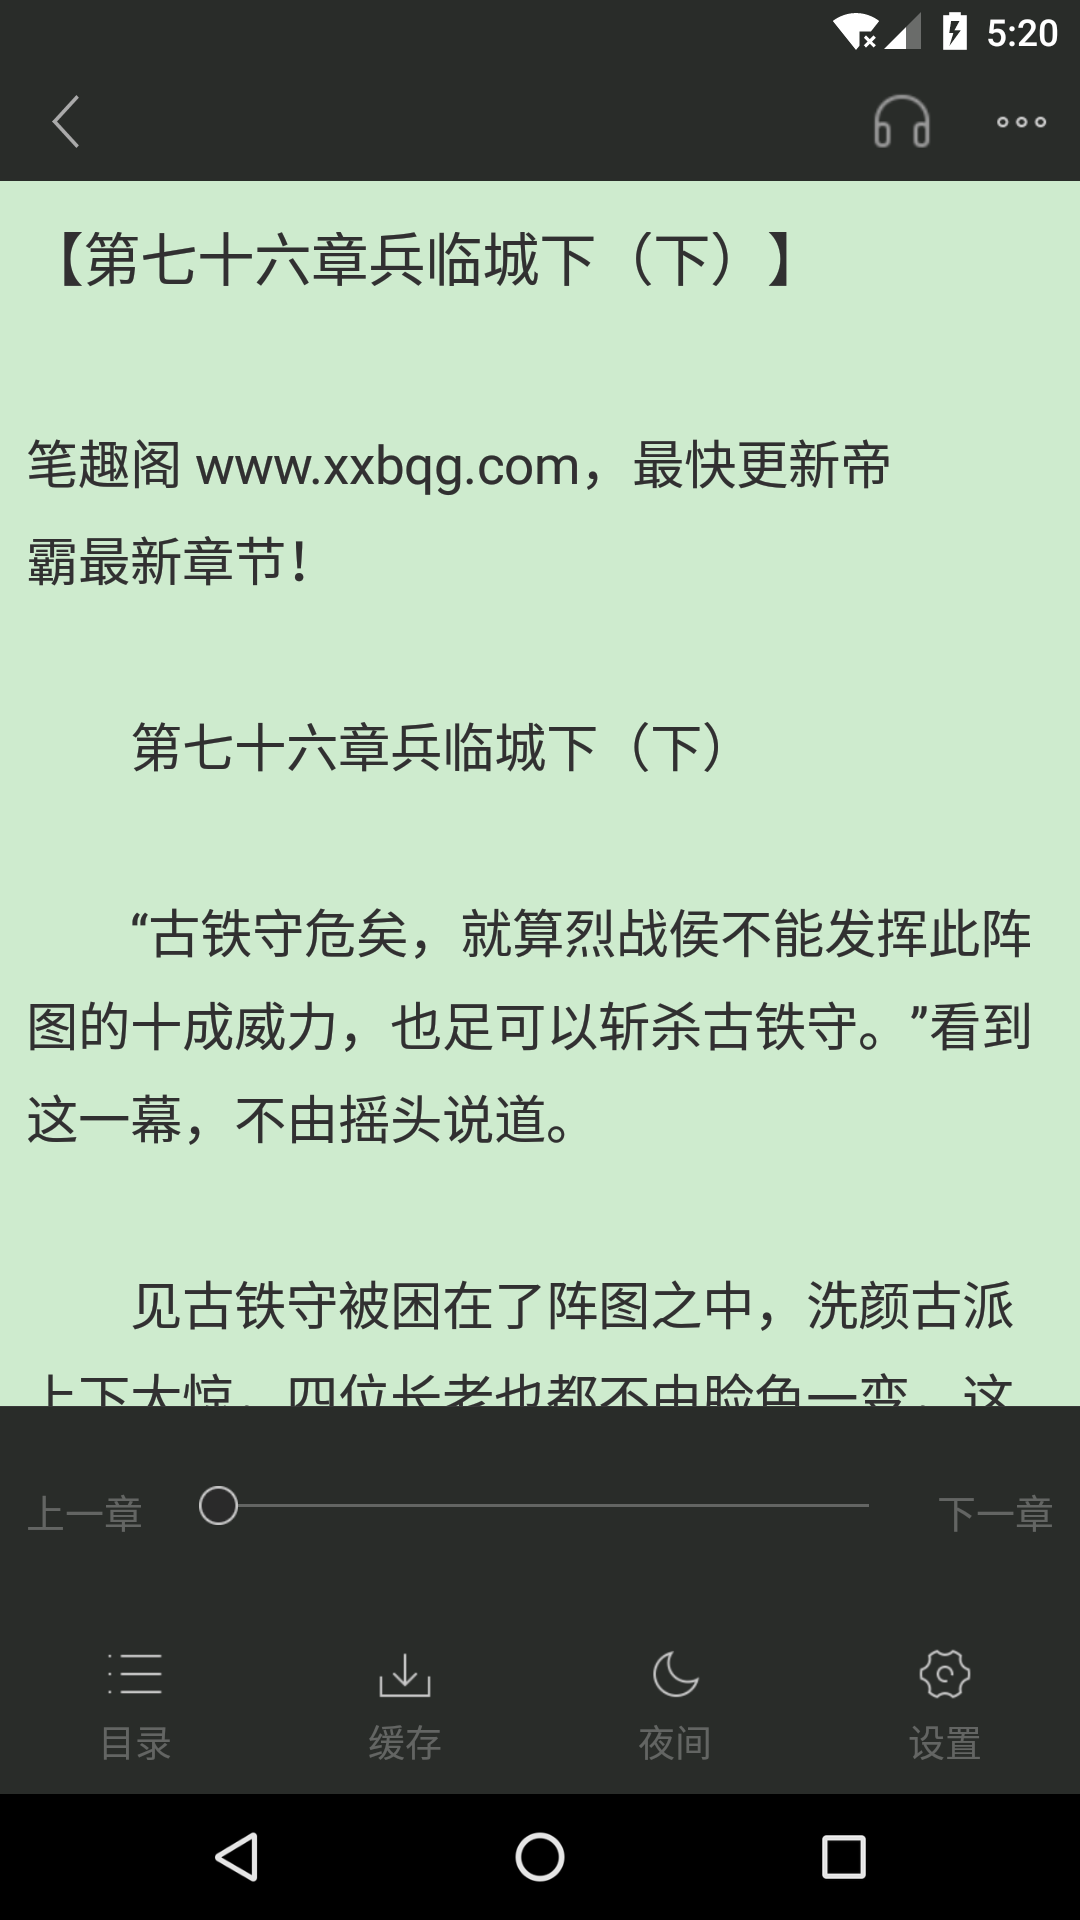 5:20
【第七十六章兵临城下（下）】
笔趣阁 www.xxbqg.com，最快更新帝
霸最新章节！
第七十六章兵临城下（下）
“古铁守危矣，就算烈战侯不能发挥此阵
图的十成威力，也足可以斩杀古铁守。”看到
这一幕，不由摇头说道。
见古铁守被困在了阵图之中，洗颜古派
上下大惊，四位长老也都不由脸色一变，这
上一章
下一章
目录
缓存
夜间
设置